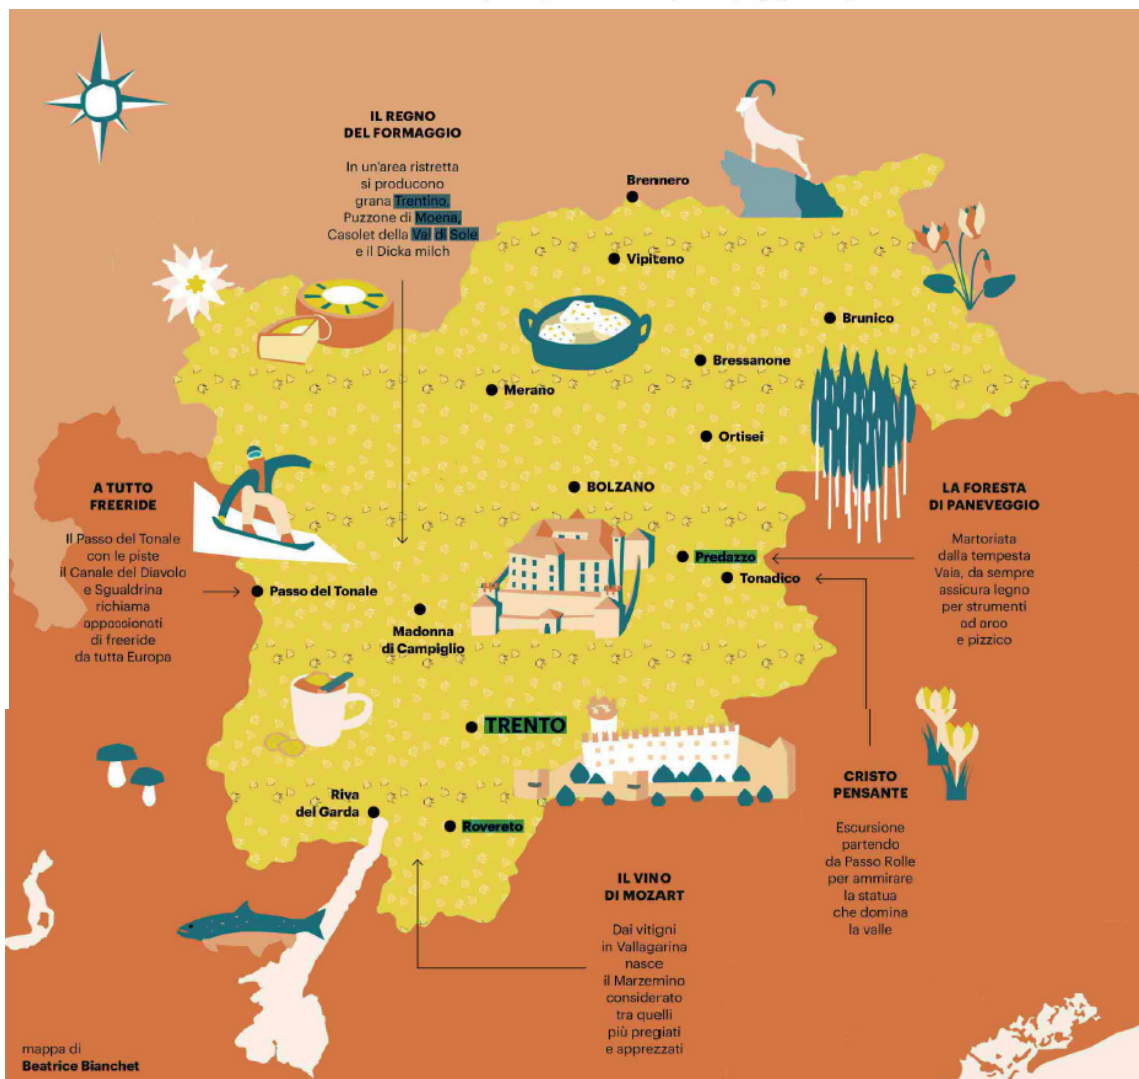 IL REGNO
DEL FORMAGGIO
In un'area ristretta
si producono
grana Trentino,
Puzzone di Moena,
Casolet della Val di Sole
e il Dicka milch
Brennero
Vipiteno
Brunico
Bressanone
Merano
Ortisei
BOLZANO
A TUTTO
FREERIDE
Il Passo del Tonale
con le piste
il Canale del Diavolo
e Sgualdrina
richiama
appassionati
di freeride
da tutta Europa
LA FORESTA
DI PANEVEGGIO
Martoriata
dalla tempesta
Vaia, da sempre
assicura legno
per strumenti
ad arco
e pizzico
Predazzo
Tonadico
Passo del Tonale
Madonna
di Campiglio
TRENTO
Riva
del Garda
Rovereto
CRISTO
PENSANTE
Escursione
partendo
da Passo Rolle
per ammirare
la statua
che domina
la valle
IL VINO
DI MOZART
Dai vitigni
in Vallagarina
nasce
il Marzemino
considerato
tra quelli
più pregiati
e apprezzati
mappa di
Beatrice Bianchet